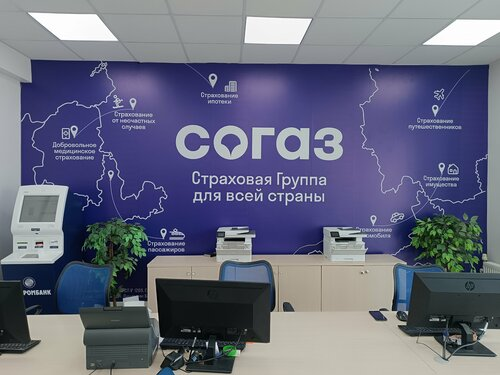 Страхование
ипотеки
Страхование
от несчастных
случаев
Страхование
путешественников
Добровольное
медицинское
страхование
согаз
Страховая Группа
для всей страны
Страхование
имущества
Страхование
пассажиров
Страхование
hp